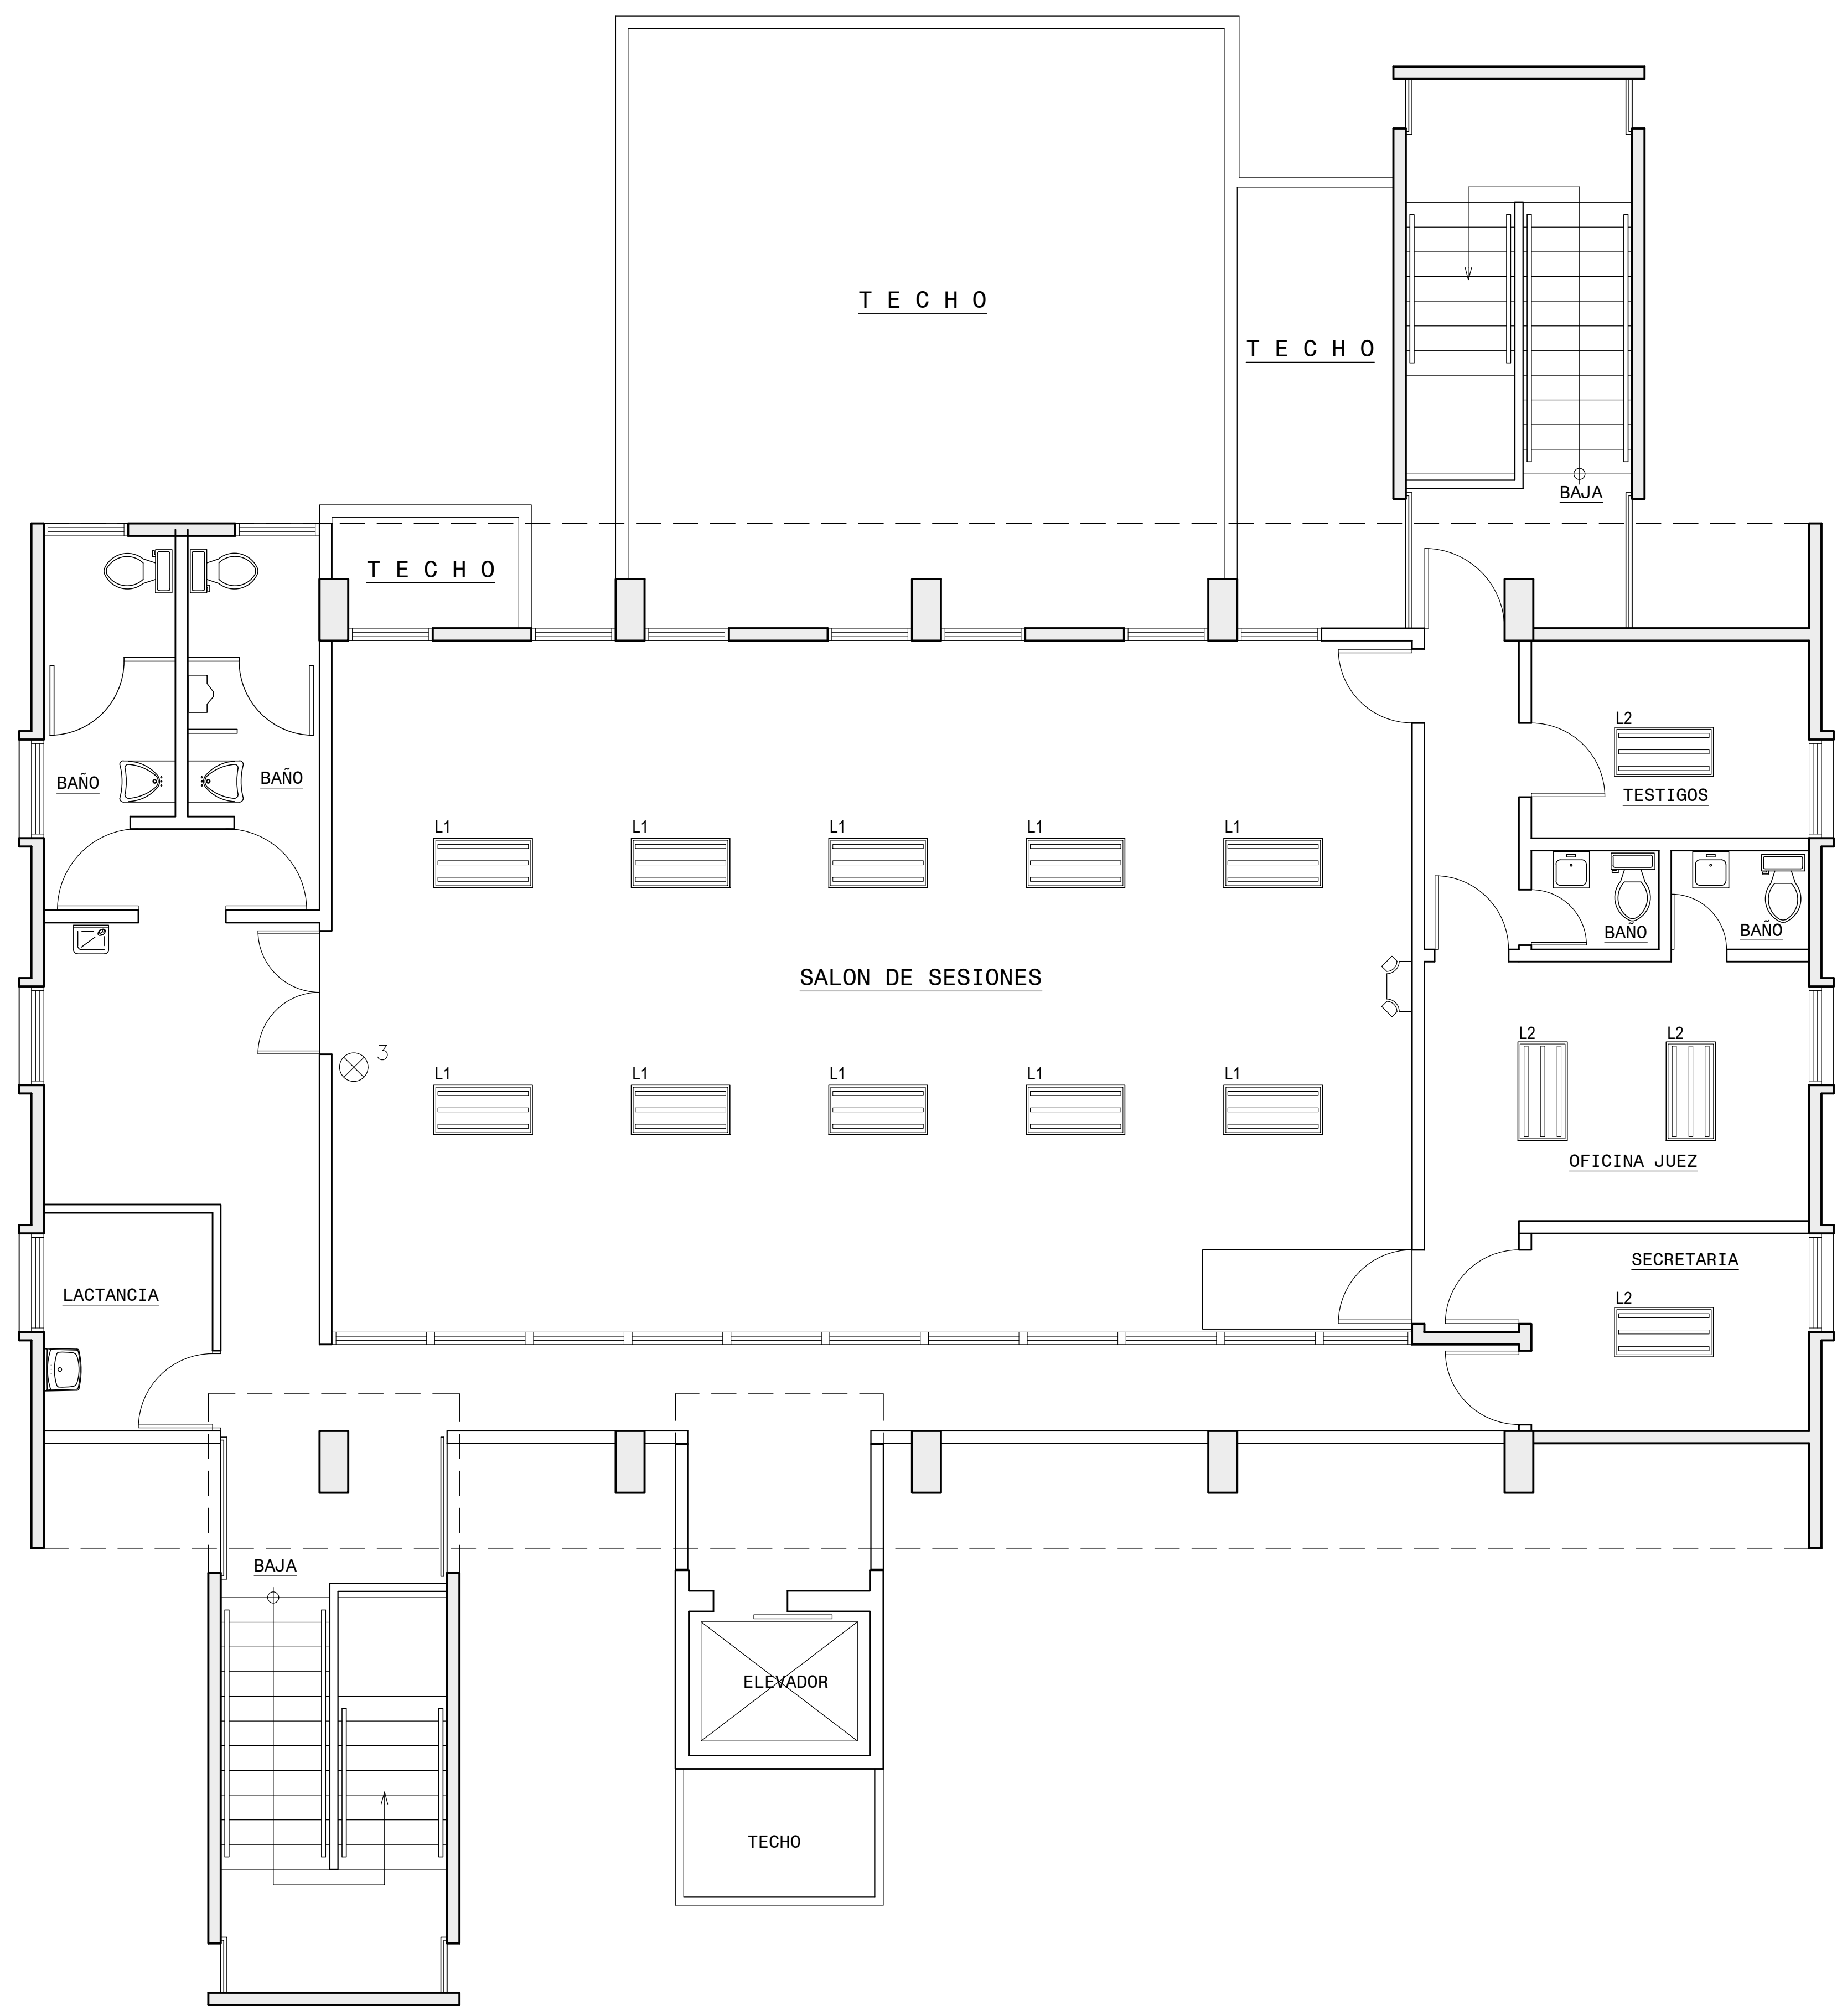 T E C H O
T E C H O
BAJA
T E C H O
L2
BAÑO
BAÑO
TESTIGOS
L1
L1
L1
L1
L1
BAÑO
BAÑO
SALON DE SESIONES
L2
L2
3
L1
L1
L1
L1
L1
OFICINA JUEZ
SECRETARIA
LACTANCIA
L2
BAJA
ELEVADOR
TECHO